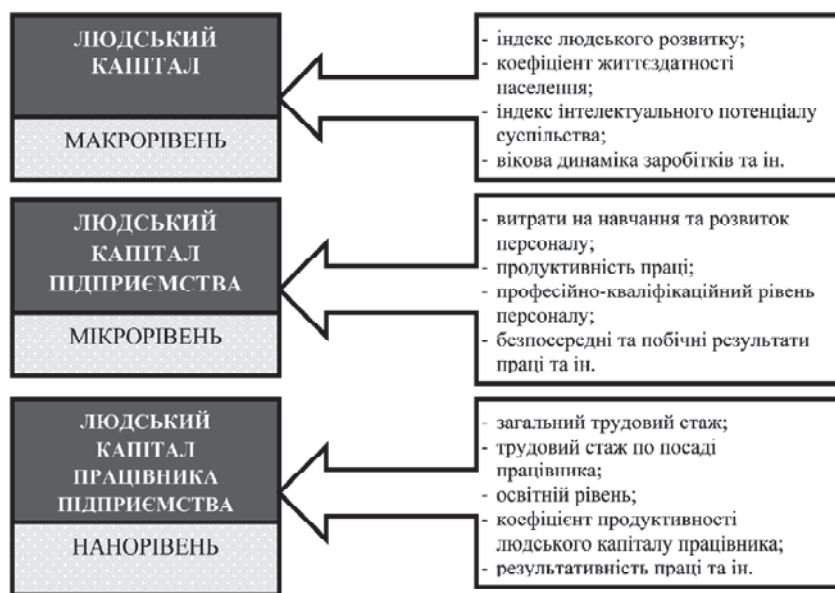 ЛЮДСЬКИЙ
КАПІТАЛ
МАКРОРІВЕНЬ
- індекс людського розвитку;
- коефіцієнт життєздатності
населення;
- індекс інтелектуального потенціалу
суспільства;
- вікова динаміка заробітків та ін.
ЛЮДСЬКИЙ
КАПІТАЛ
ПІДПРИЄМСТВА
МІКРОРІВЕНЬ
- витрати на навчання та розвиток
персоналу;
- продуктивність праці;
- професійно-кваліфікаційний рівень
персоналу;
- безпосередні та побічні результати
праці та ін.
ЛЮДСЬКИЙ
КАПІТАЛ
ПРАЦІВНИКА
ПІДПРИЄМСТВА
НАНОРІВЕНЬ
- загальний трудовий стаж;
- трудовий стаж по посаді
працівника;
- освітній рівень;
- коефіцієнт продуктивності
людського капіталу працівника;
- результативність праці та ін.